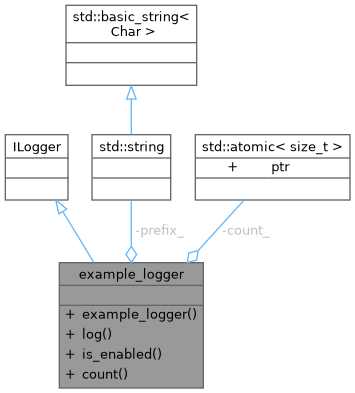 std::basic_string<
Char >
ILogger
std::string
std::atomic< size_t >
+ ptr
-prefix_
-count_
example_logger
+ example_logger()
+ log()
+ is_enabled()
+ count()